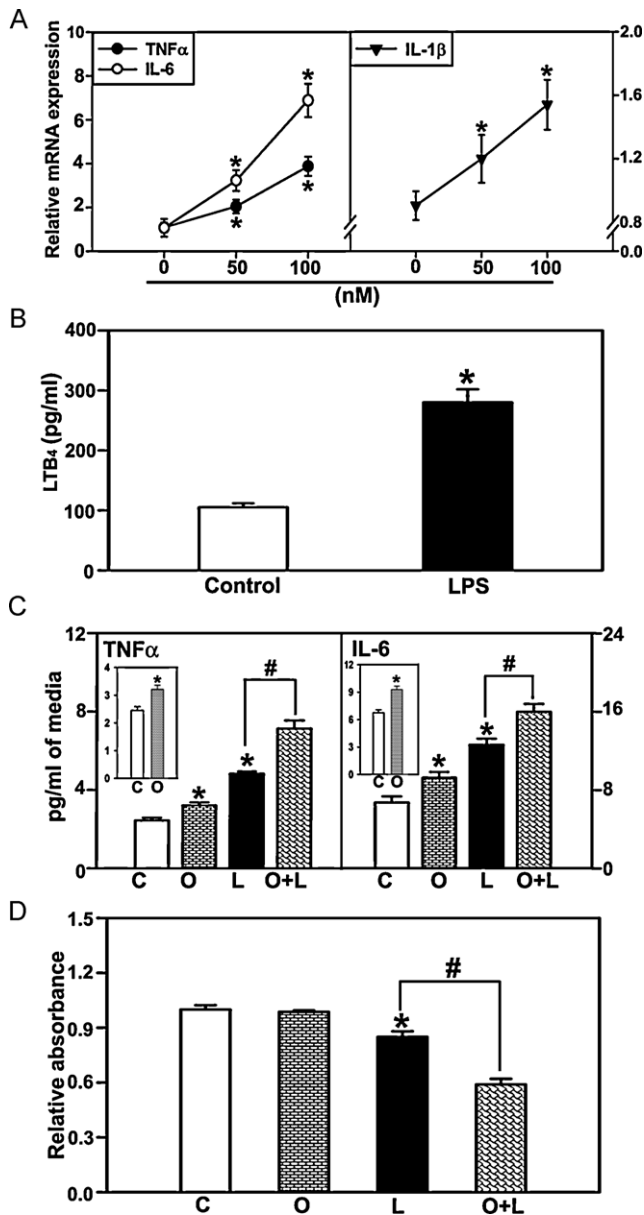 A
Relative mRNA expression
10
8
6
4
2
0
TNFα
IL-6
*
*
*
*
IL-1β
*
*
2.0
1.6
1.2
0.8
0.0
0 50 100 0 50 100
(nM)
B
LTB4 (pg/ml)
400
300
200
100
0
*
Control LPS
C
pg/ml of media
12
8
4
0
TNFα
4
3
2
1
0
*
C O
*
*
#
C O L O+L
IL-6
12
9
6
3
0
*
C O
*
*
#
C O L O+L
24
16
8
0
D
Relative absorbance
1.5
1.2
0.9
0.6
0.3
0.0
*
#
C O L O+L